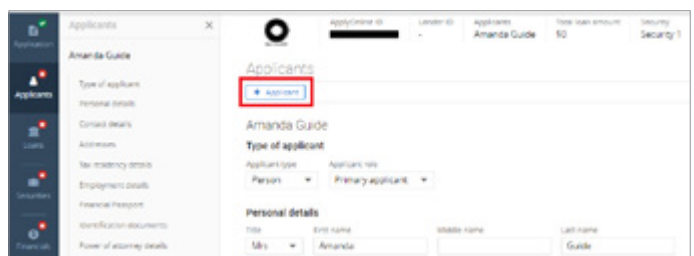 Application
Applicants
Loans
Securities
Financials
Applicants ×
Amanda Guide
Type of applicant
Personal details
Contact details
Addresses
Tax residency details
Employment details
Financial Passport
Identification documents
Power of attorney details
ApplyOnline ID
Lender ID
-
Applicants
Amanda Guide
Total loan amount
$0
Security
Security 1
Applicants
+ Applicant
Amanda Guide
Type of applicant
Applicant type Applicant role
Person Primary applicant
Personal details
Title First name Middle name Last name
Mrs Amanda Guide